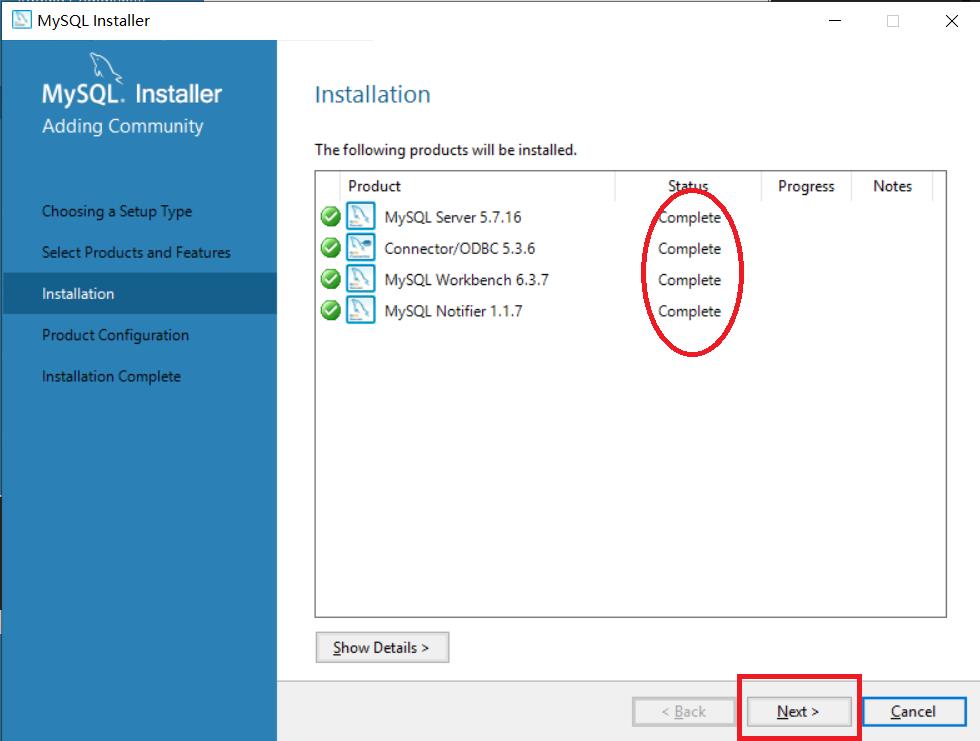 MySQL Installer
MySQL. Installer
Adding Community
Choosing a Setup Type
Select Products and Features
Installation
Product Configuration
Installation Complete
Installation
The following products will be installed.
Product Status Progress Notes
MySQL Server 5.7.16 Complete
Connector/ODBC 5.3.6 Complete
MySQL Workbench 6.3.7 Complete
MySQL Notifier 1.1.7 Complete
Show Details >
< Back Next > Cancel